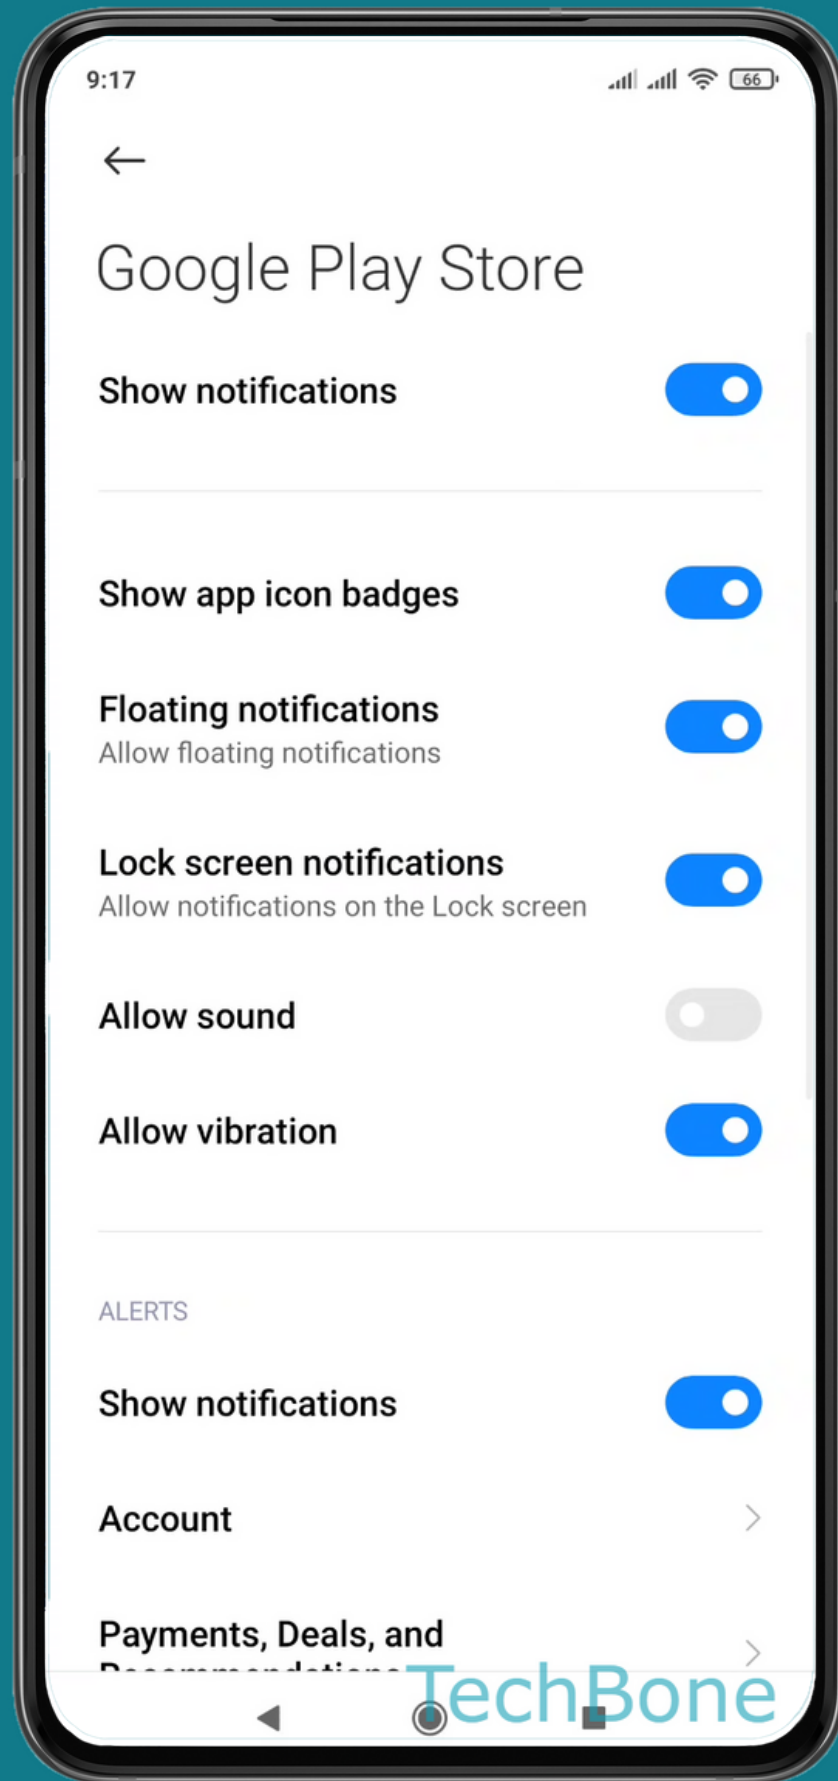 9:17
66
Google Play Store
Show notifications
Show app icon badges
Floating notifications
Allow floating notifications
Lock screen notifications
Allow notifications on the Lock screen
Allow sound
Allow vibration
ALERTS
Show notifications
Account
Payments, Deals, and
Recommendations
TechBone